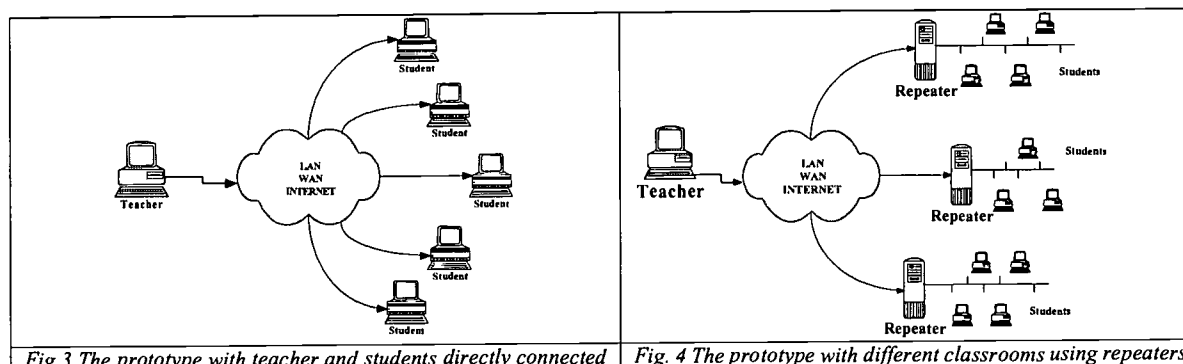 Student
Student
LAN
WAN
INTERNET
Teacher
Student
Student
Student
Fig 3 The prototype with teacher and students directly connected
Students
Repeater
Students
LAN
WAN
INTERNET
Teacher
Repeater
Repeater
Students
Fig. 4 The prototype with different classrooms using repeaters